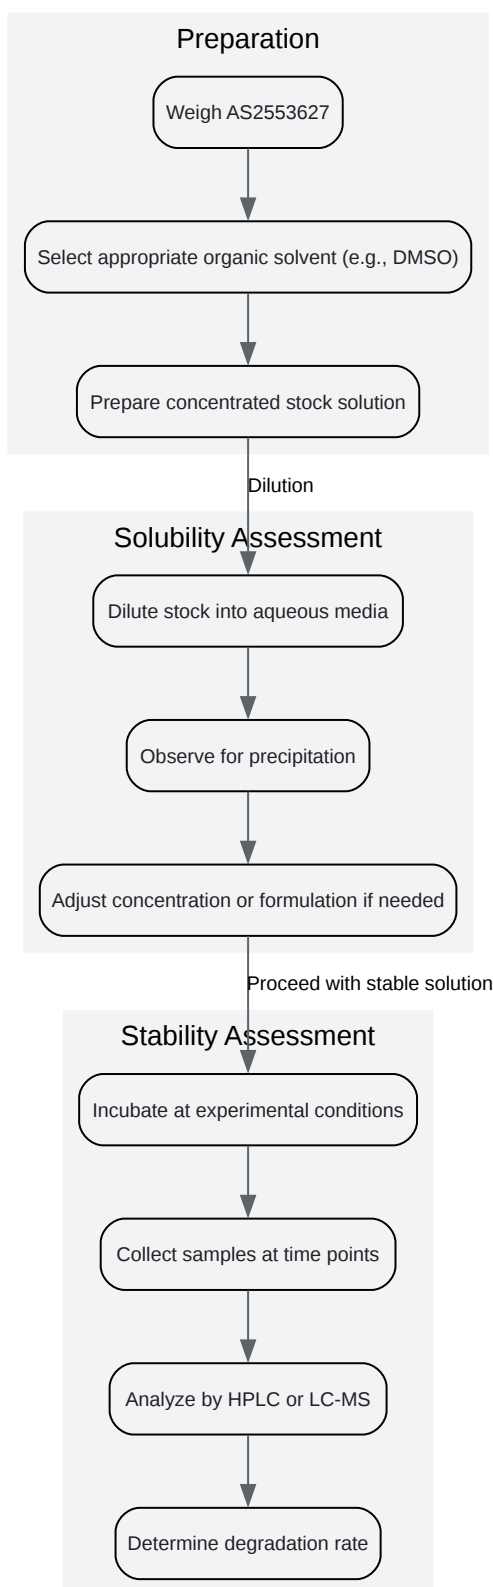 Preparation
Weigh AS2553627
Select appropriate organic solvent (e.g., DMSO)
Prepare concentrated stock solution
Dilution
Solubility Assessment
Dilute stock into aqueous media
Observe for precipitation
Adjust concentration or formulation if needed
Proceed with stable solution
Stability Assessment
Incubate at experimental conditions
Collect samples at time points
Analyze by HPLC or LC-MS
Determine degradation rate